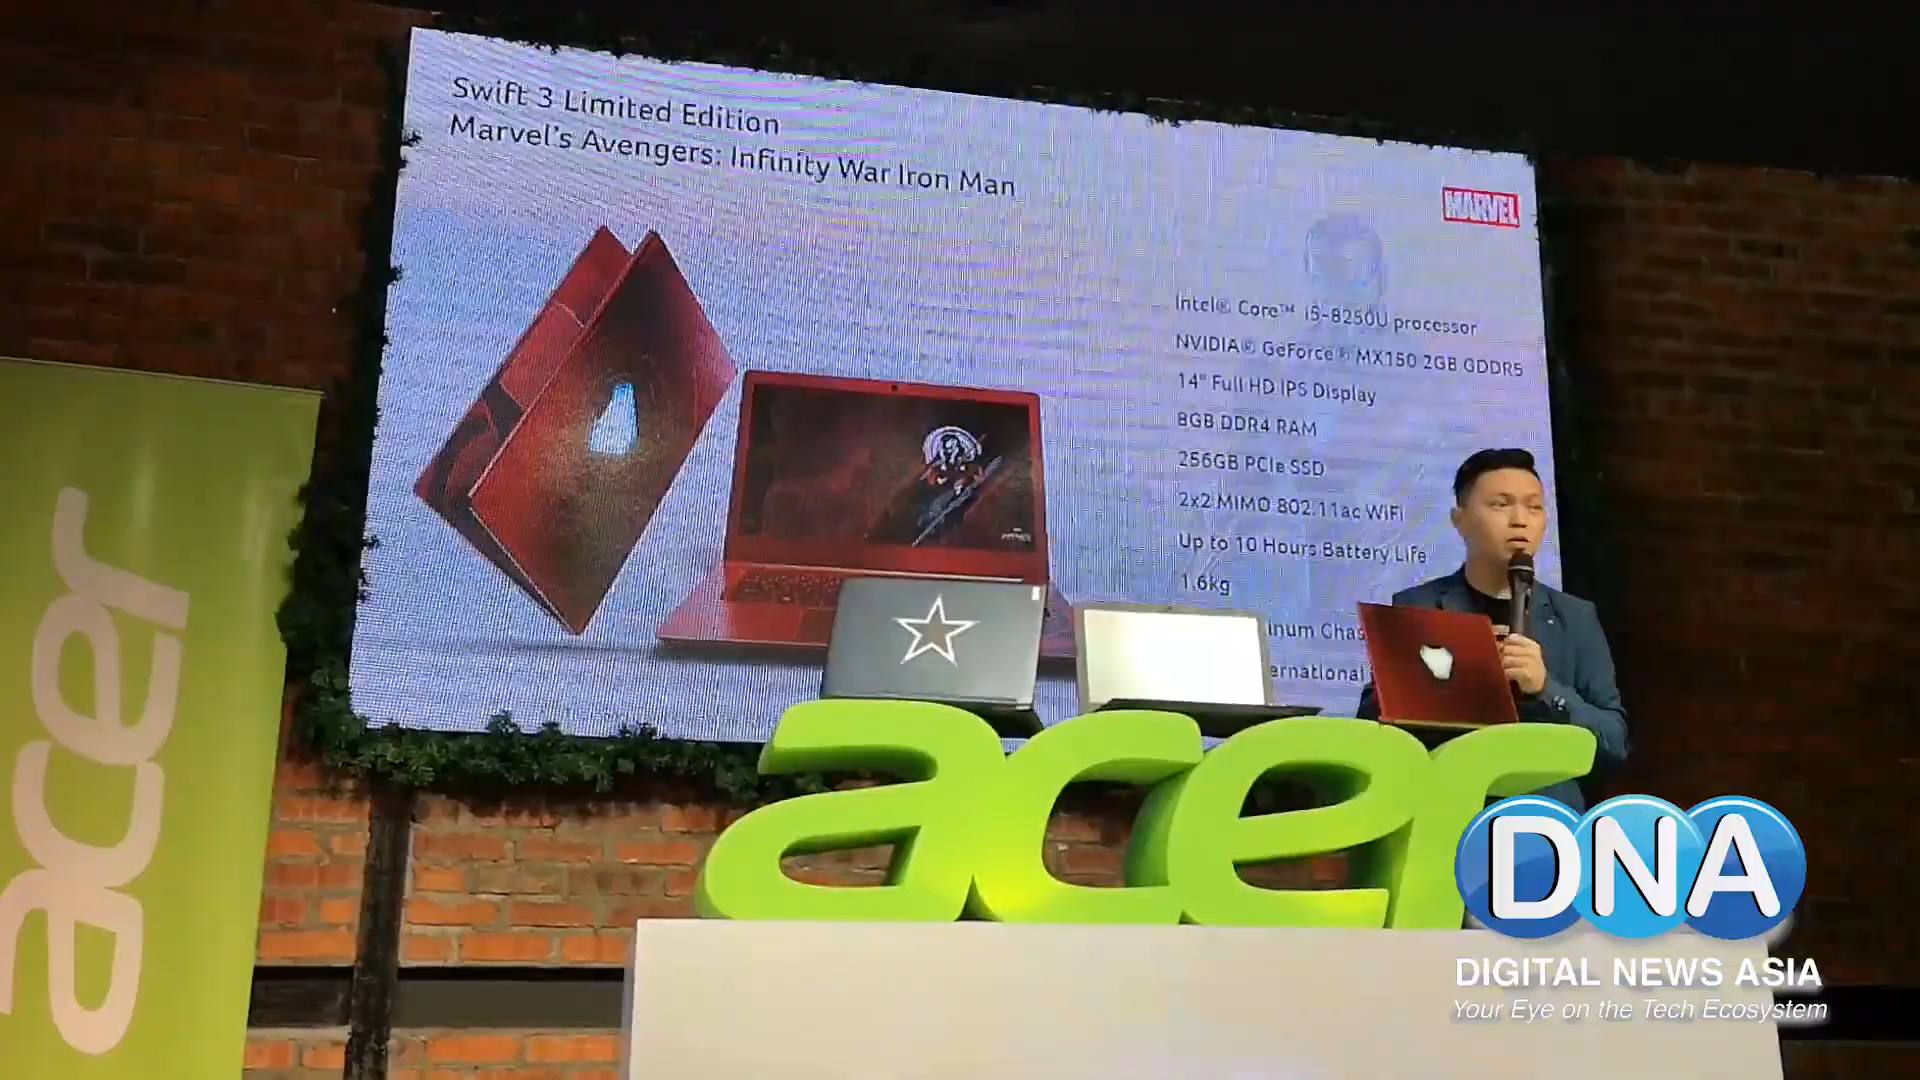 Swift 3 Limited Edition
Marvel's Avengers: Infinity War Iron Man
MARVEL
Intel® Core™ i5-8250U processor
NVIDIA® GeForce® MX150 2GB GDDR5
14" Full HD IPS Display
8GB DDR4 RAM
256GB PCIe SSD
2x2 MIMO 802.11ac WiFi
Up to 10 Hours Battery Life
1.6kg
acer
acer
DNA
DIGITAL NEWS ASIA
Your Eye on the Tech Ecosystem